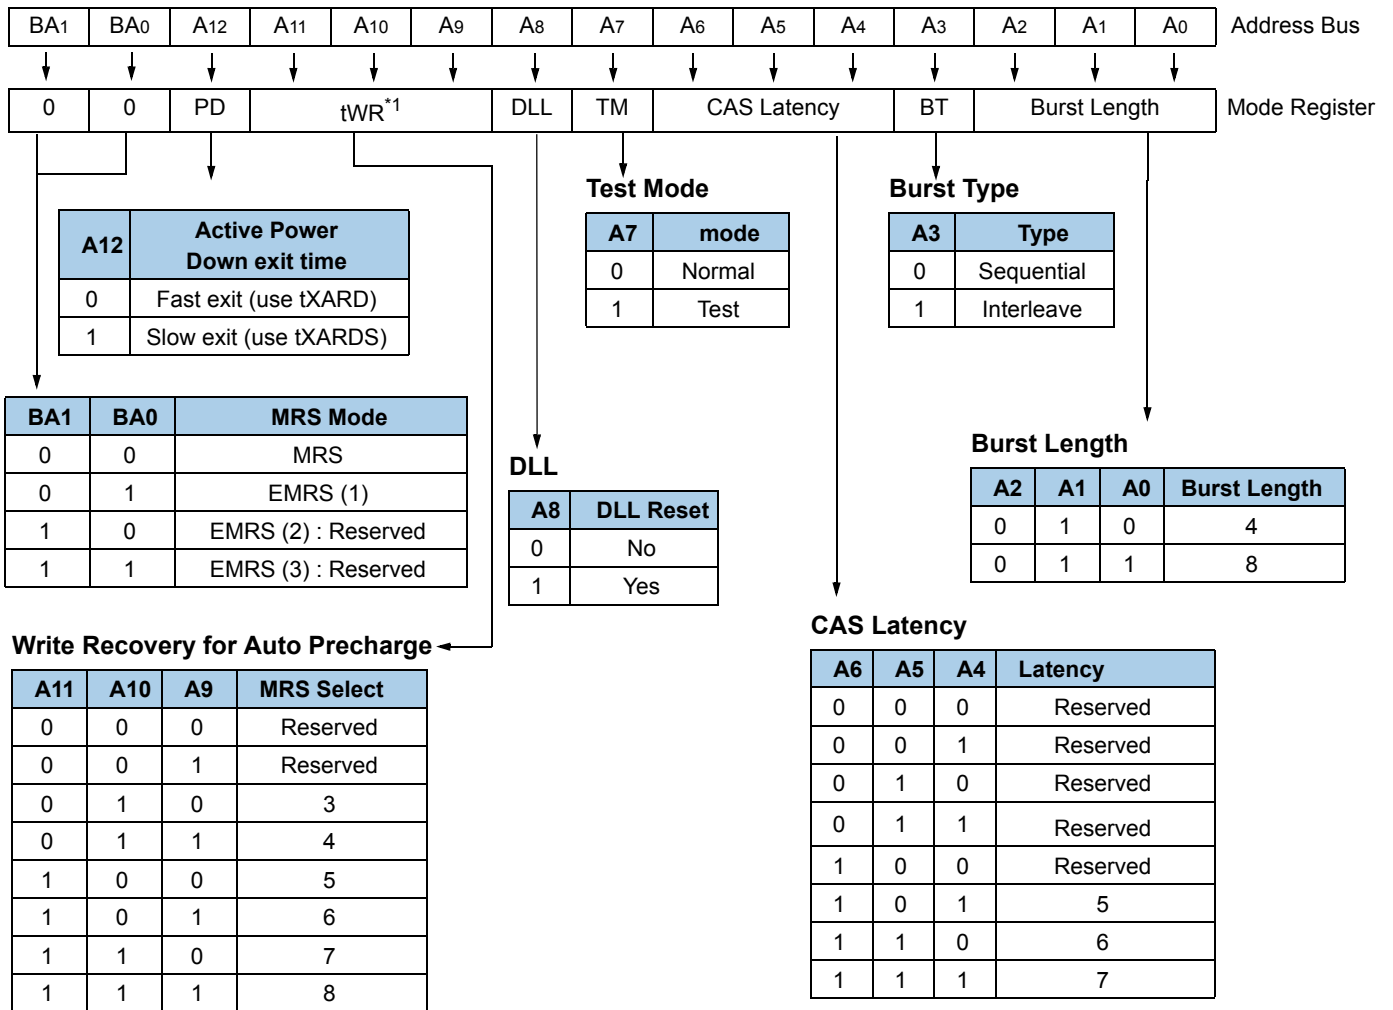 BA1 BA0 A12 A11 A10 A9 A8 A7 A6 A5 A4 A3 A2 A1 A0 Address Bus
0 0 PD tWR*1 DLL TM CAS Latency BT Burst Length Mode Register
Test Mode
A7 mode
0 Normal
1 Test
Burst Type
A3 Type
0 Sequential
1 Interleave
A12 Active Power
Down exit time
0 Fast exit (use tXARD)
1 Slow exit (use tXARDS)
BA1 BA0 MRS Mode
0 0 MRS
0 1 EMRS (1)
1 0 EMRS (2) : Reserved
1 1 EMRS (3) : Reserved
DLL
A8 DLL Reset
0 No
1 Yes
Burst Length
A2 A1 A0 Burst Length
0 1 0 4
0 1 1 8
Write Recovery for Auto Precharge
A11 A10 A9 MRS Select
0 0 0 Reserved
0 0 1 Reserved
0 1 0 3
0 1 1 4
1 0 0 5
1 0 1 6
1 1 0 7
1 1 1 8
CAS Latency
A6 A5 A4 Latency
0 0 0 Reserved
0 0 1 Reserved
0 1 0 Reserved
0 1 1 Reserved
1 0 0 Reserved
1 0 1 5
1 1 0 6
1 1 1 7